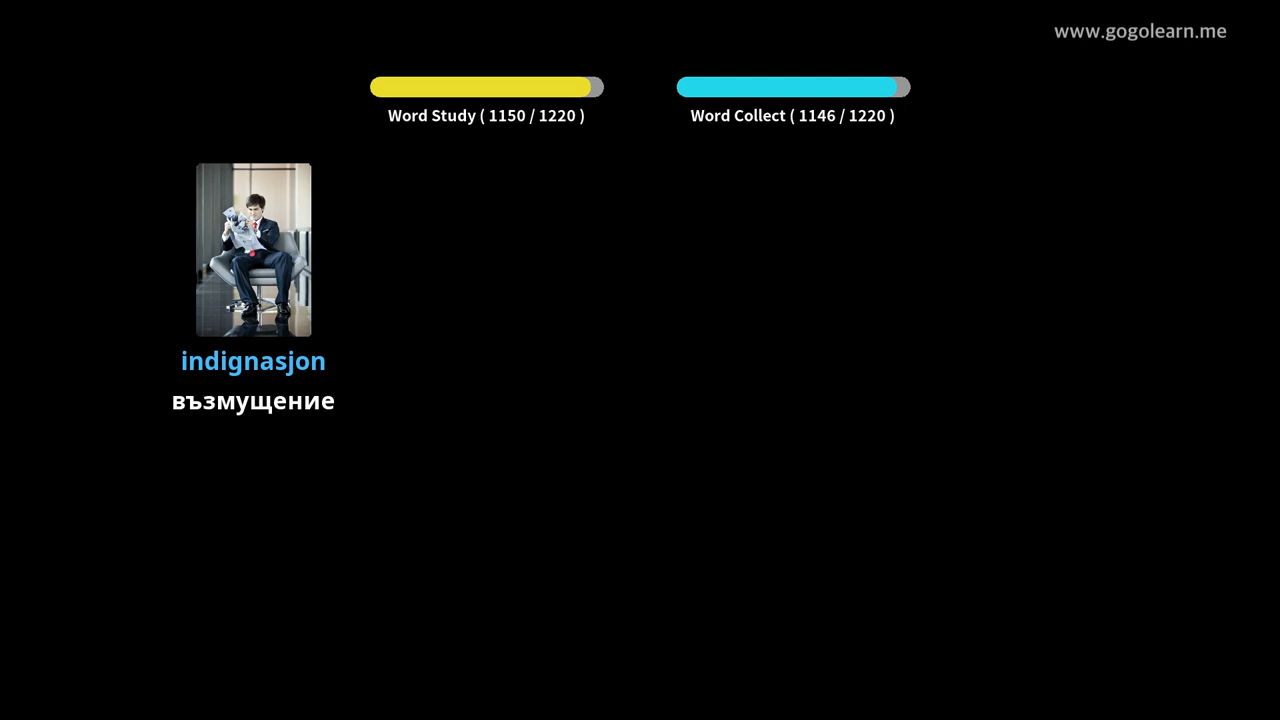 www.gogolearn.me
Word Study ( 1150 / 1220 )
Word Collect ( 1146 / 1220 )
indignasjon
възмущение